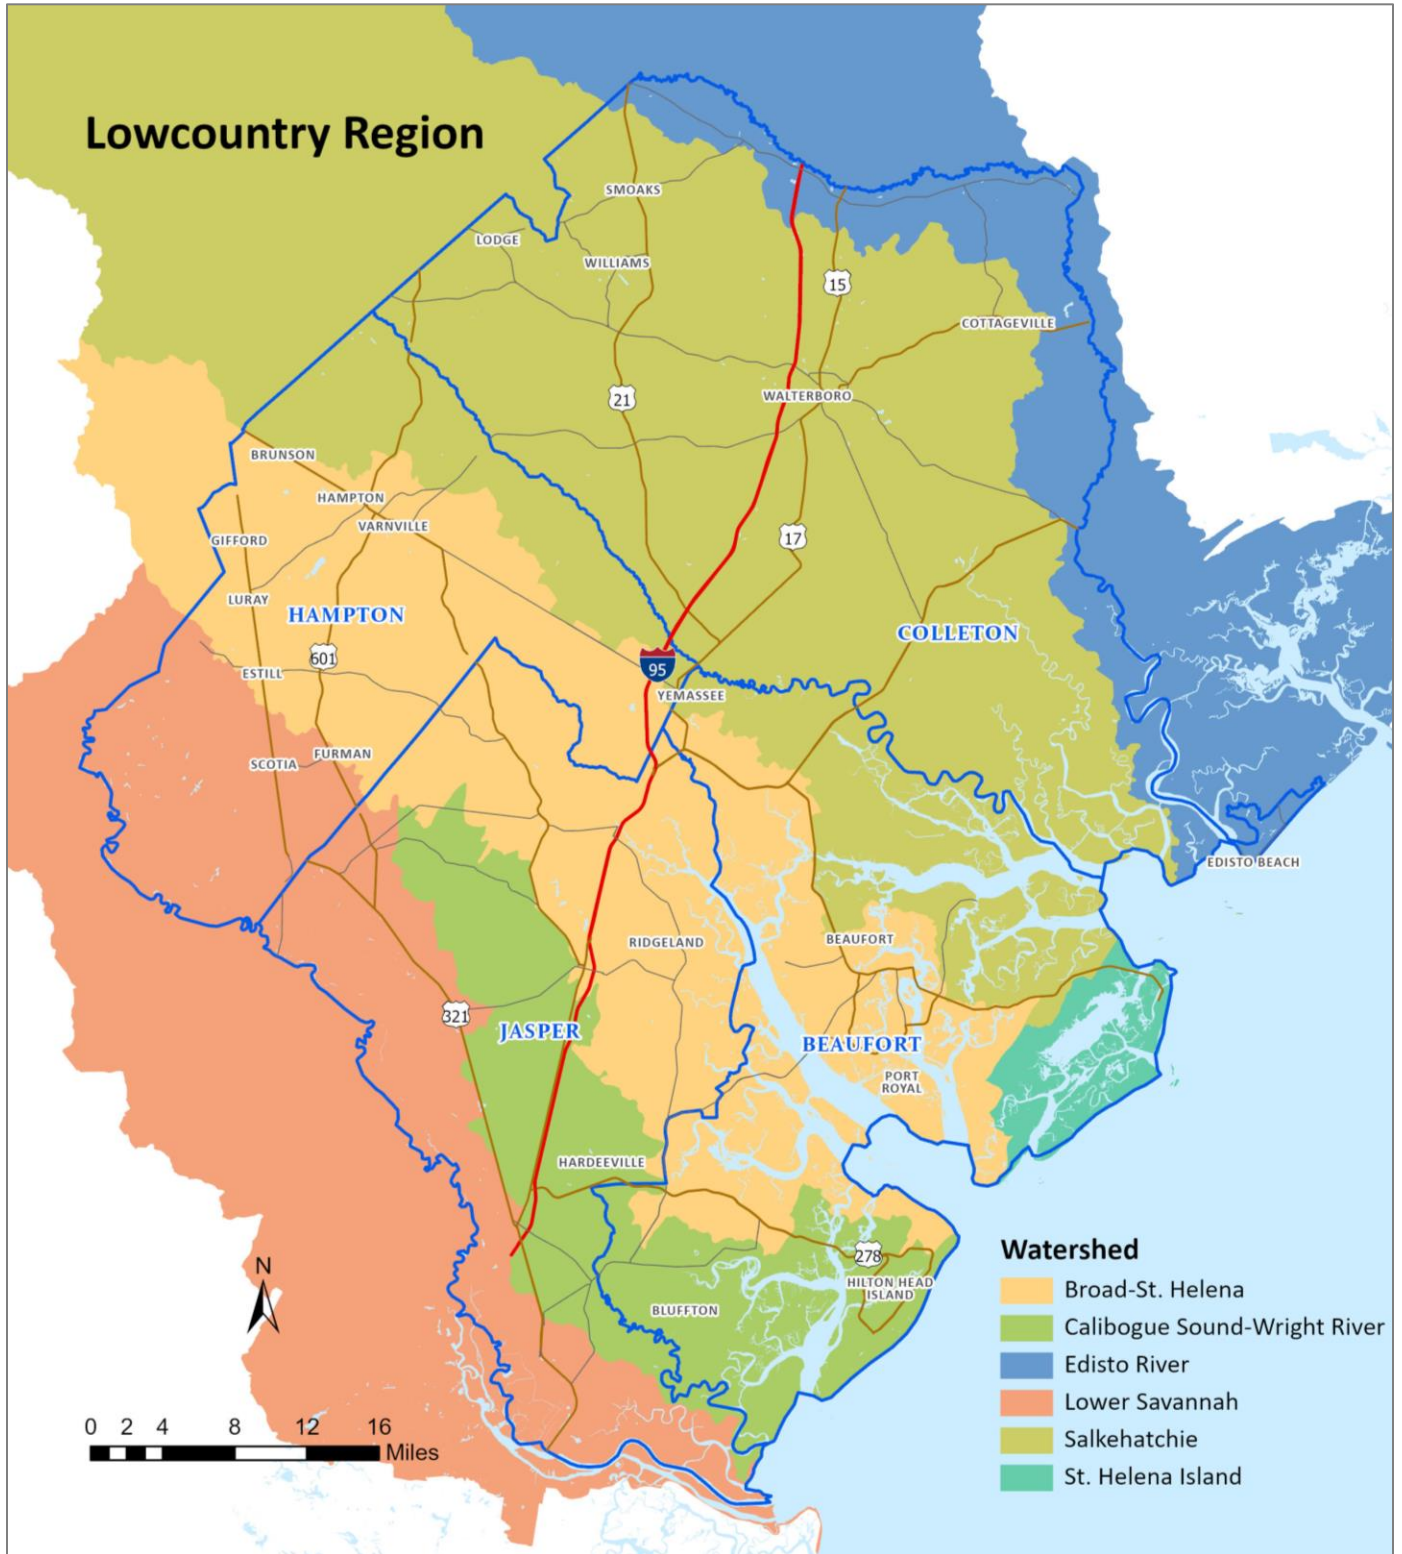 Lowcountry Region
SMOAKS
LODGE
WILLIAMS
15
COTTAGEVILLE
21
WALTERBORO
BRUNSON
HAMPTON
VARNVILLE
17
GIFFORD
LURAY
HAMPTON
COLLETON
601
95
ESTILL
YEMASSEE
FURMAN
SCOTIA
EDISTO BEACH
RIDGELAND
BEAUFORT
321
JASPER
BEAUFORT
PORT
ROYAL
HARDEEVILLE
278
HILTON HEAD
ISLAND
BLUFFTON
Watershed
Broad-St. Helena
Calibogue Sound-Wright River
Edisto River
Lower Savannah
Salkehatchie
St. Helena Island
N
0 2 4 8 12 16
Miles